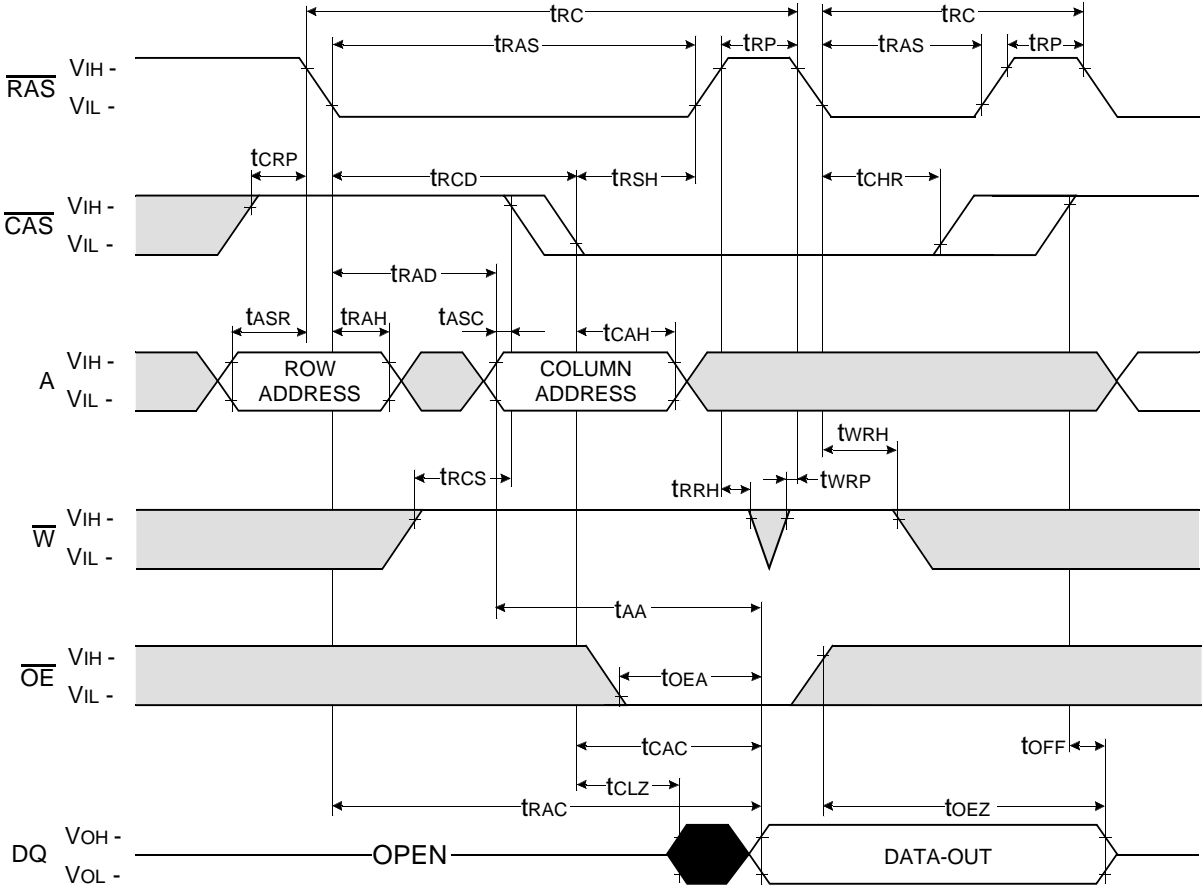 tRC tRC
tRAS tRP tRAS tRP
RAS VIH -
VIL -
tCRP tRCD tRSH tCHR
CAS VIH -
VIL -
tRAD
tASR tRAH tASC tCAH
A VIH -
VIL -
ROW ADDRESS
COLUMN ADDRESS
tWRH
tRCS tRRH tWRP
W VIH -
VIL -
tAA
OE VIH -
VIL -
tOEA
tCAC tOFF
tCLZ
tRAC tOEZ
DQ VOH -
VOL -
OPEN DATA-OUT